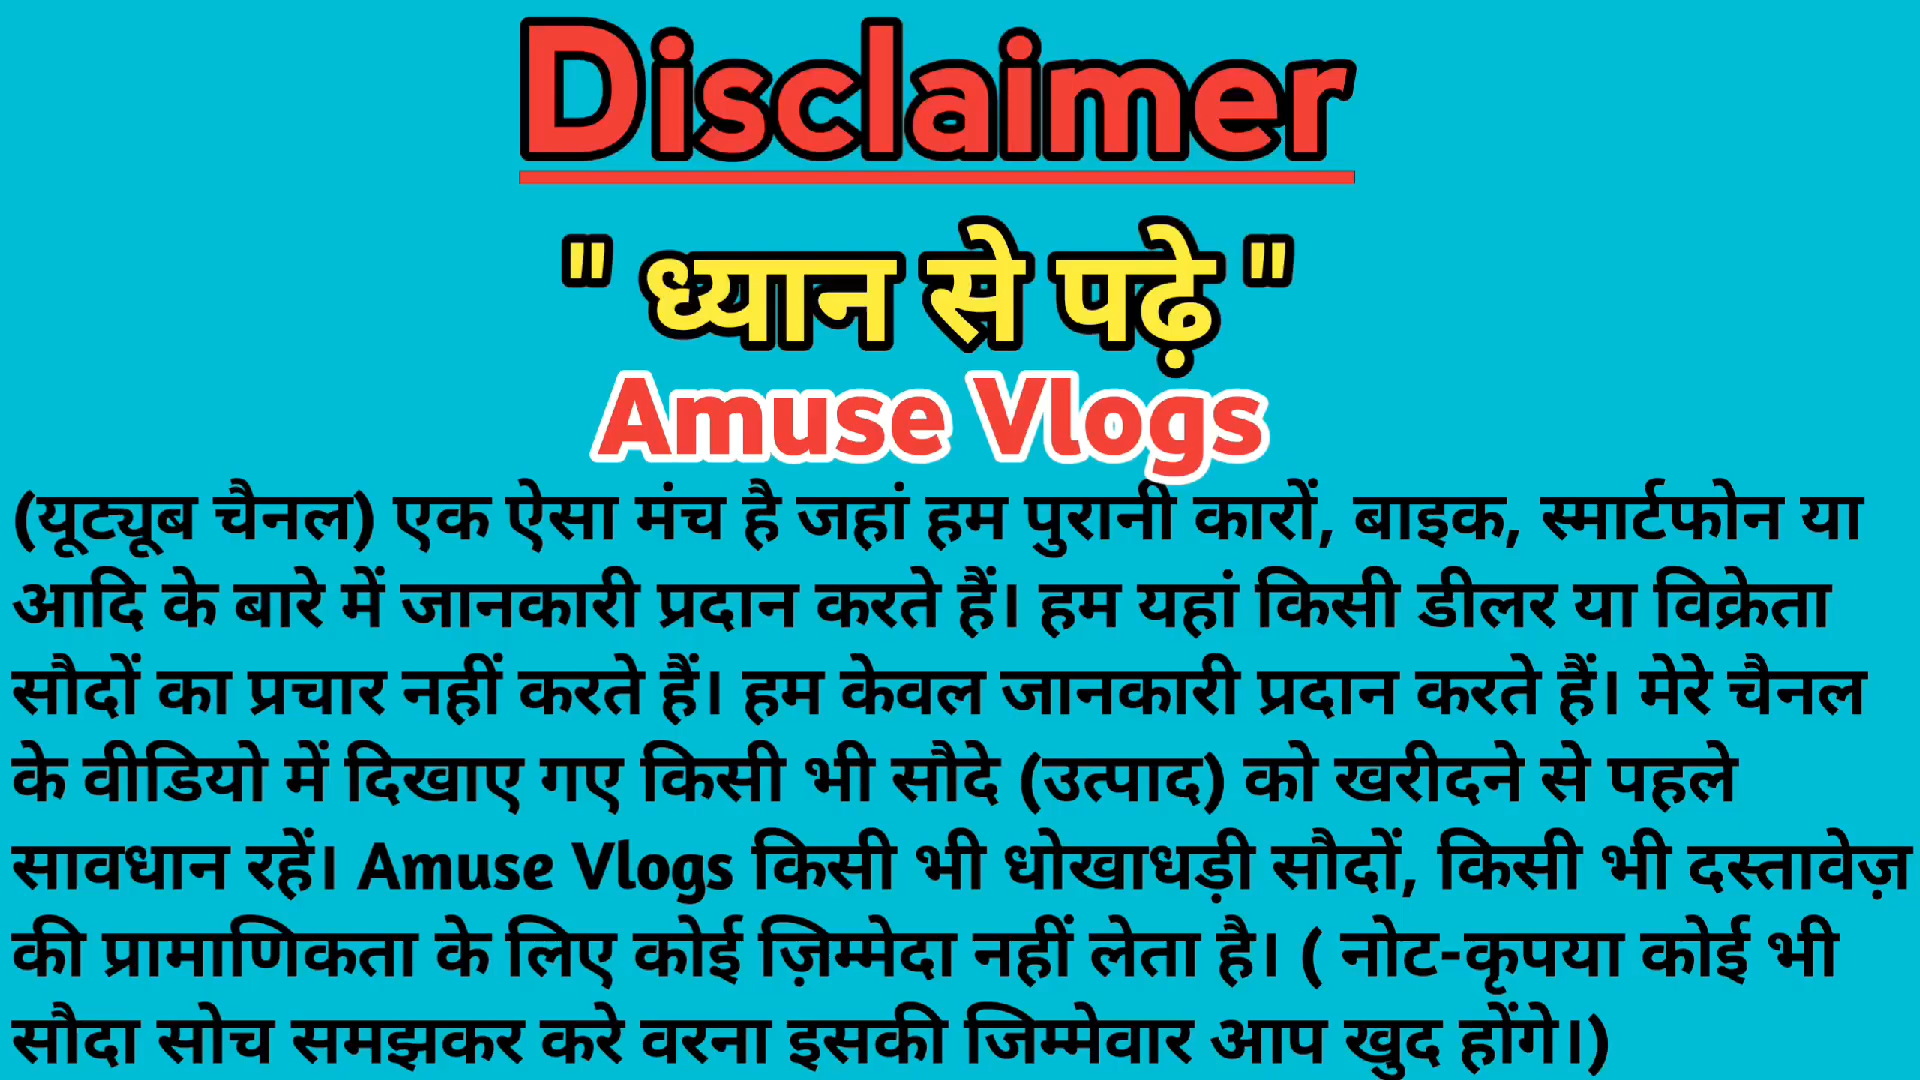 Disclaimer
" ध्यान से पढ़े "
Amuse Vlogs
(यूट्यूब चैनल) एक ऐसा मंच है जहां हम पुरानी कारों, बाइक, स्मार्टफोन या
आदि के बारे में जानकारी प्रदान करते हैं। हम यहां किसी डीलर या विक्रेता
सौदों का प्रचार नहीं करते हैं। हम केवल जानकारी प्रदान करते हैं। मेरे चैनल
के वीडियो में दिखाए गए किसी भी सौदे (उत्पाद) को खरीदने से पहले
सावधान रहें। Amuse Vlogs किसी भी धोखाधड़ी सौदों, किसी भी दस्तावेज़
की प्रामाणिकता के लिए कोई ज़िम्मेदा नहीं लेता है। ( नोट-कृपया कोई भी
सौदा सोच समझकर करे वरना इसकी जिम्मेवार आप खुद होंगे।)